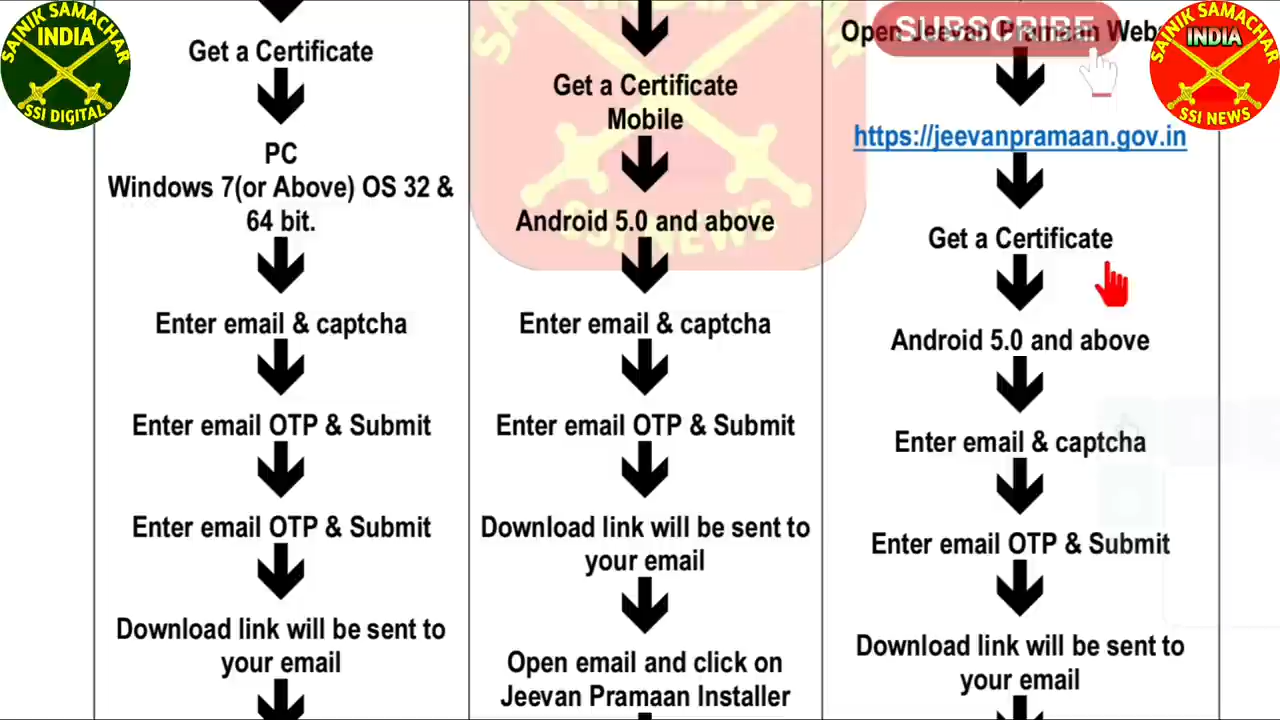 SAINIK SAMACHAR
INDIA
SSI DIGITAL
Get a Certificate
PC
Windows 7(or Above) OS 32 &
64 bit.
Enter email & captcha
Enter email OTP & Submit
Enter email OTP & Submit
Download link will be sent to
your email
Get a Certificate
Mobile
Android 5.0 and above
SSI NEWS
Enter email & captcha
Enter email OTP & Submit
Download link will be sent to
your email
Open email and click on
Jeevan Pramaan Installer
Open Jeevan Pramaan
SUBSCRIBE
https://jeevanpramaan.gov.in
Get a Certificate
Android 5.0 and above
Enter email & captcha
Enter email OTP & Submit
Download link will be sent to
your email
SAINIK SAMACHAR
INDIA
SSI NEWS